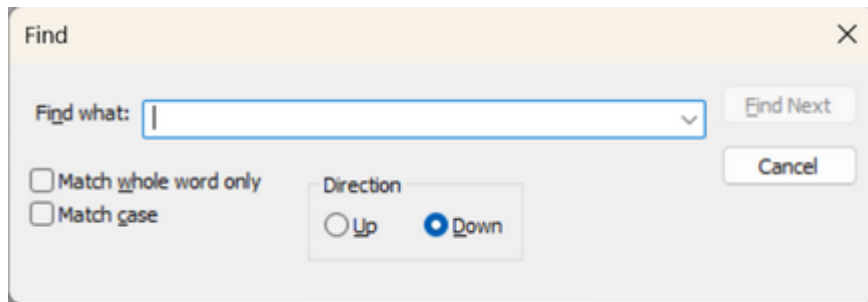 Find
Find what:
Find Next
Cancel
Match whole word only
Match case
Direction
Up
Down